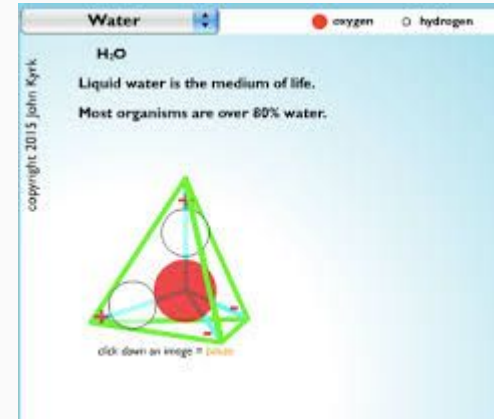 Water
oxygen
hydrogen
H₂O
Liquid water is the medium of life.
Most organisms are over 80% water.
copyright 2015 John Kyrk
+
+
-
-
click down on image = pause